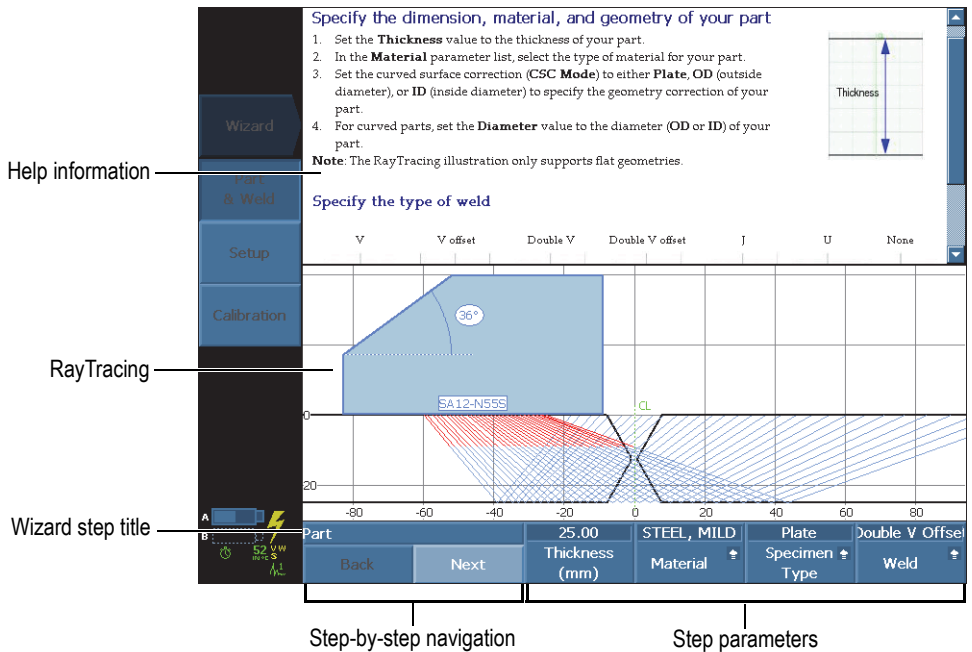 Specify the dimension, material, and geometry of your part
1. Set the Thickness value to the thickness of your part.
2. In the Material parameter list, select the type of material for your part.
3. Set the curved surface correction (CSC Mode) to either Plate, OD (outside
diameter), or ID (inside diameter) to specify the geometry correction of your
part.
4. For curved parts, set the Diameter value to the diameter (OD or ID) of your
part.
Note: The RayTracing illustration only supports flat geometries.
Thickness
Specify the type of weld
V V offset Double V Double V offset J U None
Wizard
Part
& Weld
Setup
Calibration
Help information
RayTracing
Wizard step title
36°
SA12-N55S
CL
0
20
-80 -60 -40 -20 0 20 40 60 80
A
B
52
V W
S
1
Part
25.00 STEEL, MILD Plate Double V Offset
Back Next
Thickness
(mm)
Material
Specimen
Type
Weld
Step-by-step navigation
Step parameters